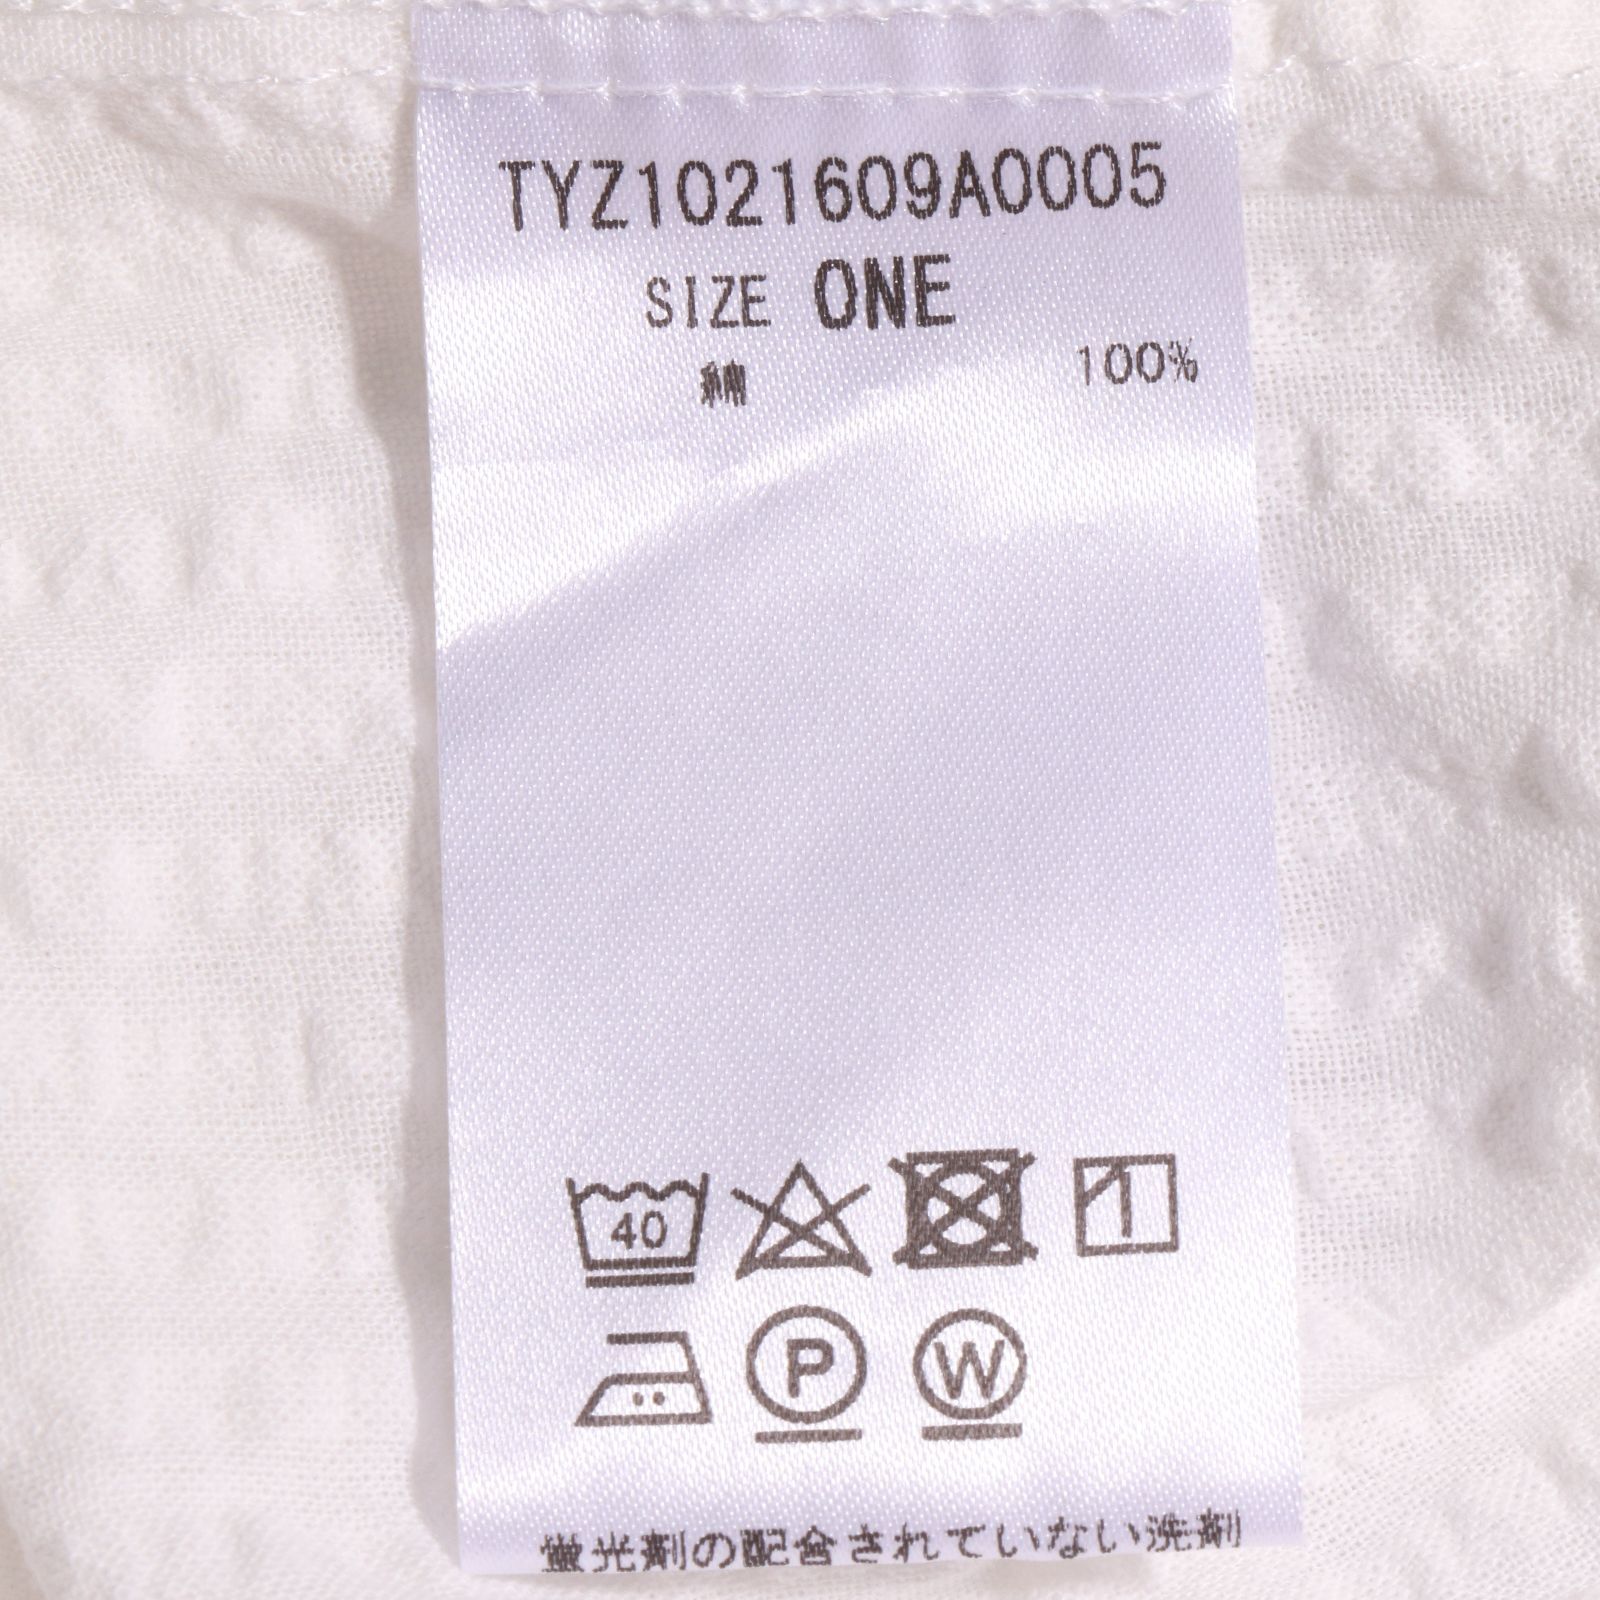 TYZ1021609A0005
SIZE ONE
綿 100%
40
P W
蛍光剤の配合されていない洗剤